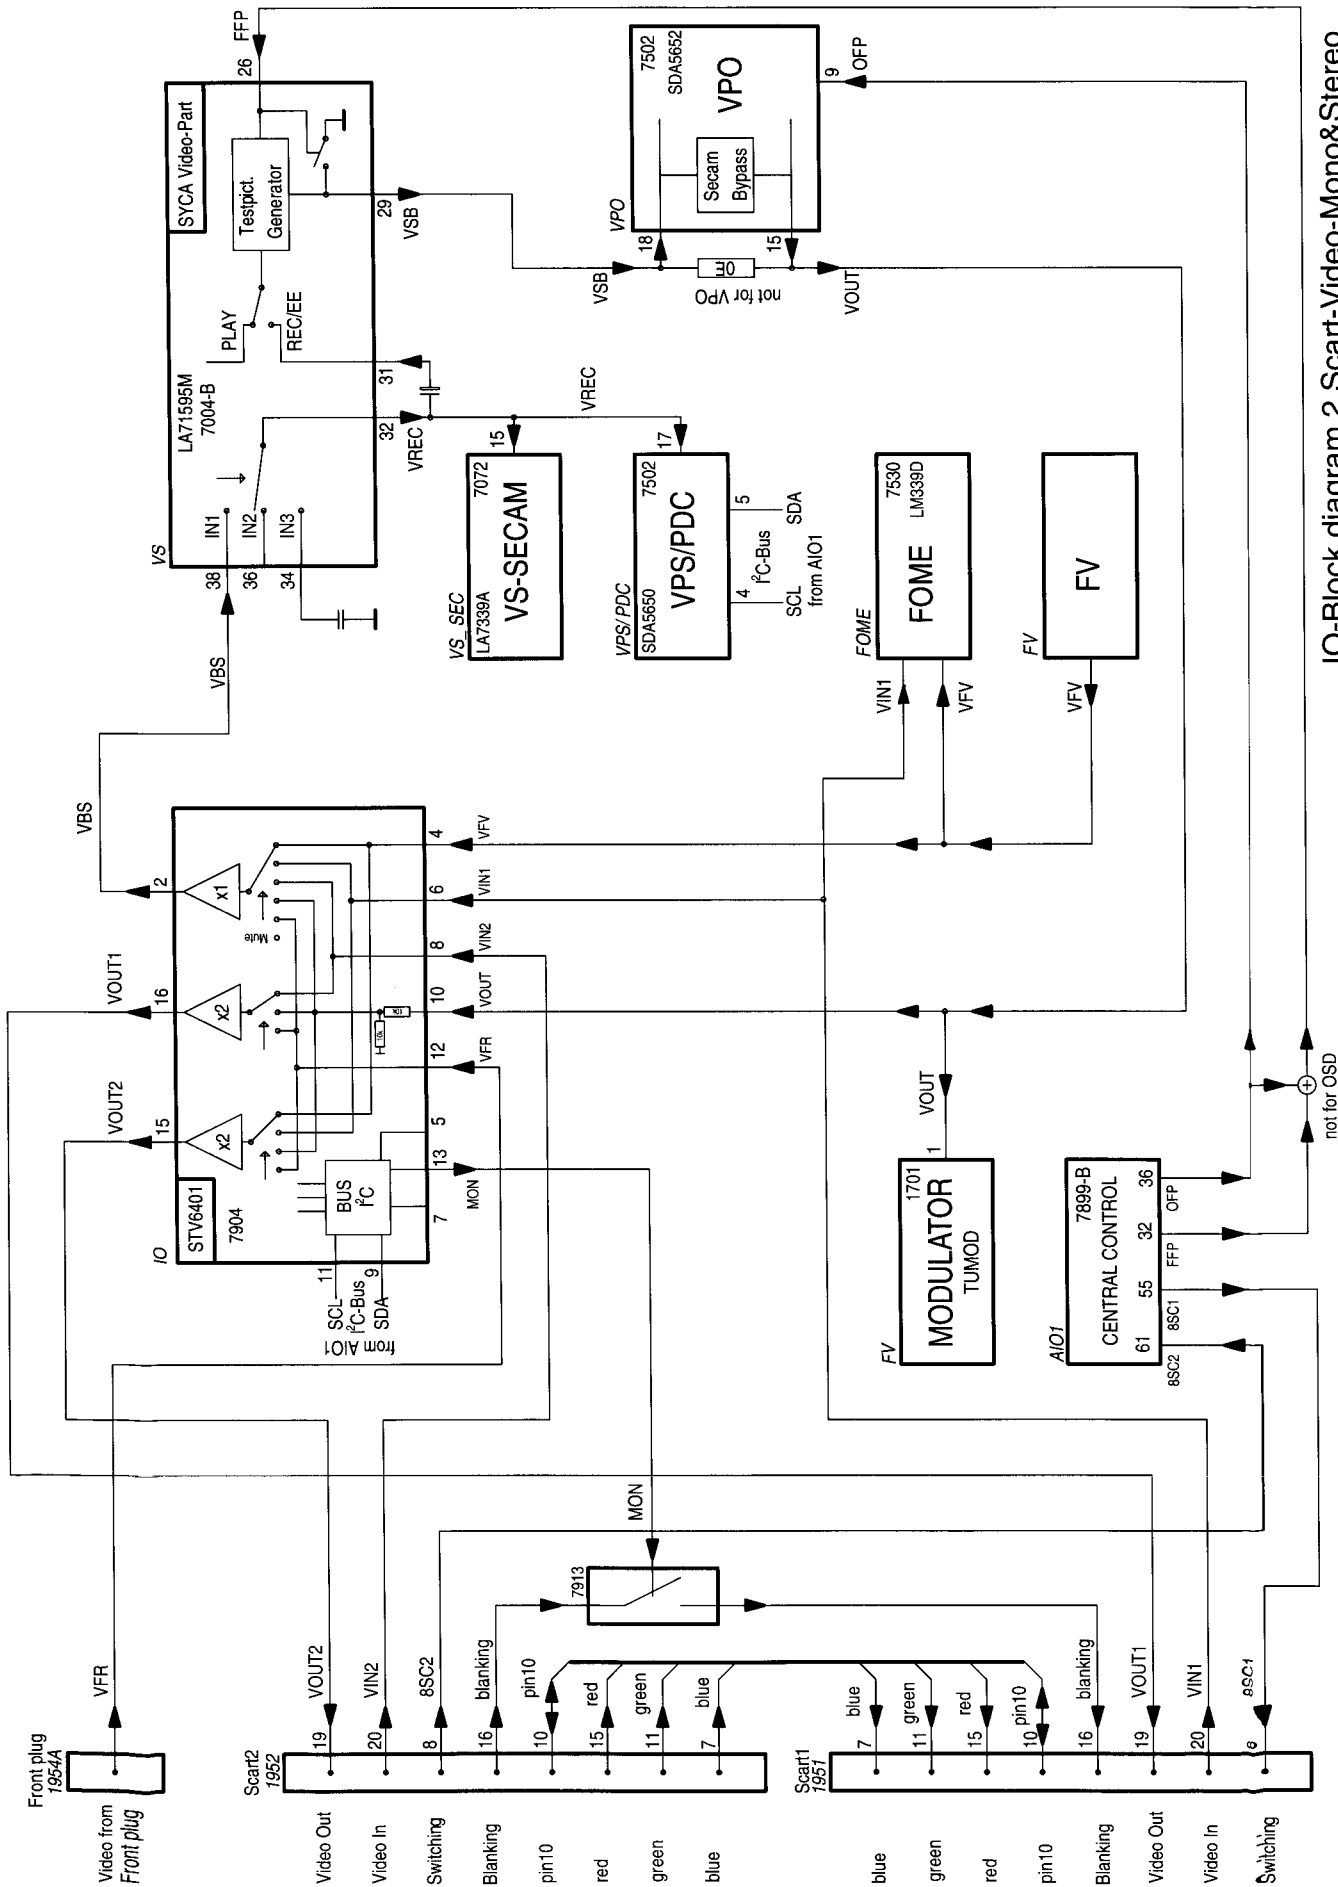 IO-Block diagram 2 Scart-Video-Mono&Stereo
Front plug
1954A
Video from
Front plug
VFR
Scart2
1952
Video Out
19
VOUT2
Video In
20
VIN2
Switching
8
8SC2
Blanking
16
blanking
pin10
10
pin10
red
15
red
green
11
green
blue
7
blue
Scart1
1951
blue
7
blue
green
11
green
red
15
red
pin10
10
pin10
Blanking
16
blanking
Video Out
19
VOUT1
Video In
20
VIN1
Switching
8SC1
7913
MON
IO
STV6401
7904
BUS
I²C
11
SCL
I²C-Bus
9
SDA
from AIO1
7
13
MON
5
12
VFR
10
VOUT
8
VIN2
6
VIN1
4
VFV
10k
10k
x2
15
VOUT2
x2
16
VOUT1
x1
Mute
2
VBS
VBS
VS
SYCA Video-Part
LA71595M
7004-B
38
IN1
36
IN2
34
IN3
PLAY
REC/EE
Testpict.
Generator
26
FFP
32
VREC
31
29
VSB
VREC
VS_SEC
LA7339A
7072
VS-SECAM
15
VPS/PDC
SDA5650
7502
VPS/PDC
17
4
5
SCL
I²C-Bus
SDA
from AIO1
VPO
7502
SDA5652
VPO
Secam
Bypass
18
15
9
OFP
VSB
0E
not for VPO
VOUT
FOME
7530
LM339D
FOME
VIN1
VFV
FV
FV
VFV
FV
1701
MODULATOR
TUMOD
1
VOUT
AIO1
7899-B
CENTRAL CONTROL
61
8SC2
55
8SC1
32
FFP
36
OFP
+
not for OSD